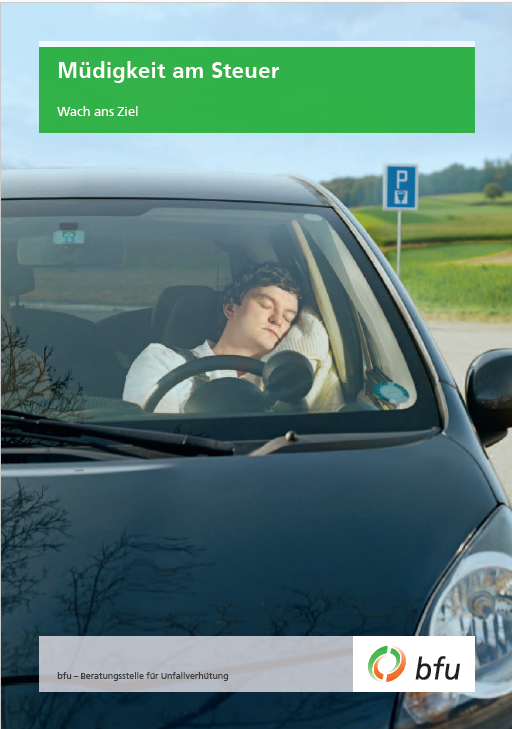 Müdigkeit am Steuer
Wach ans Ziel
P
bfu – Beratungsstelle für Unfallverhütung
bfu